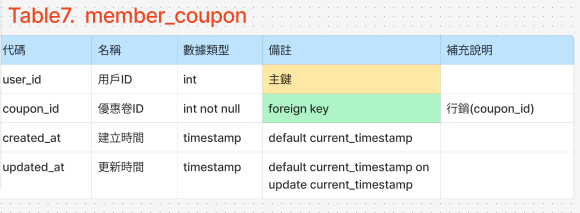 Table7. member_coupon
代碼 名稱 數據類型 備註 補充說明
user_id 用戶ID int 主鍵
coupon_id 優惠卷ID int not null foreign key 行銷(coupon_id)
created_at 建立時間 timestamp default current_timestamp
updated_at 更新時間 timestamp default current_timestamp on
update current_timestamp